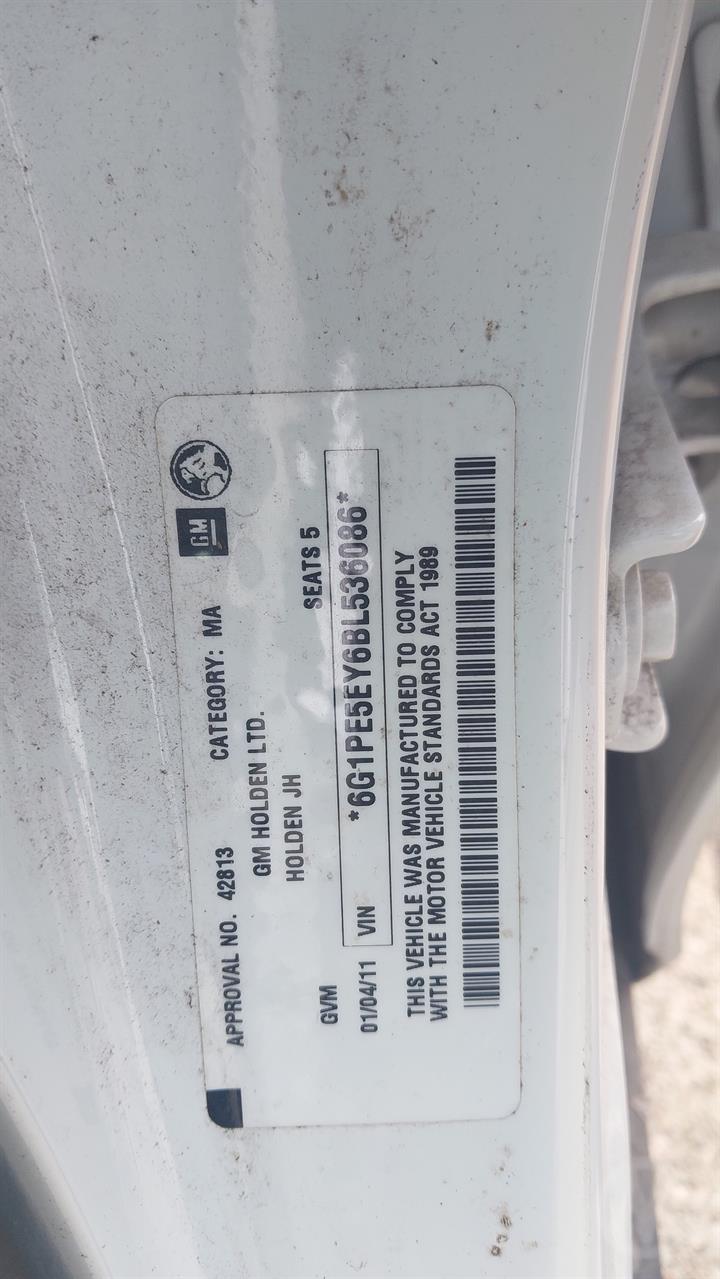 GM
APPROVAL NO. 42813 CATEGORY: MA
GM HOLDEN LTD.
HOLDEN JH
GVM SEATS 5
01/04/11 VIN *6G1PE5EY6BL536086*
THIS VEHICLE WAS MANUFACTURED TO COMPLY
WITH THE MOTOR VEHICLE STANDARDS ACT 1989